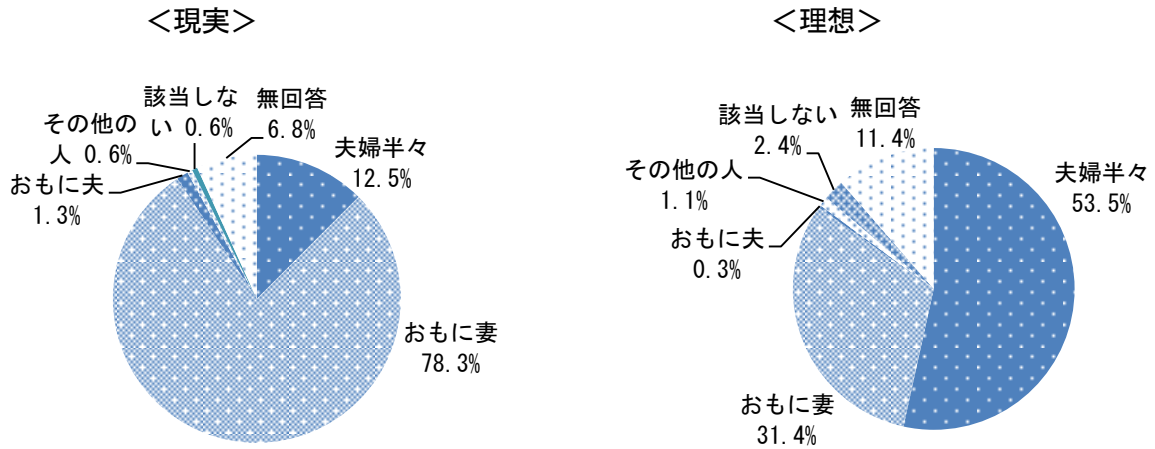 <現実>
該当しな
い 0.6%
無回答
6.8%
その他の
人 0.6%
おもに夫
1.3%
夫婦半々
12.5%
おもに妻
78.3%
<理想>
無回答
11.4%
該当しない
2.4%
その他の人
1.1%
おもに夫
0.3%
夫婦半々
53.5%
おもに妻
31.4%